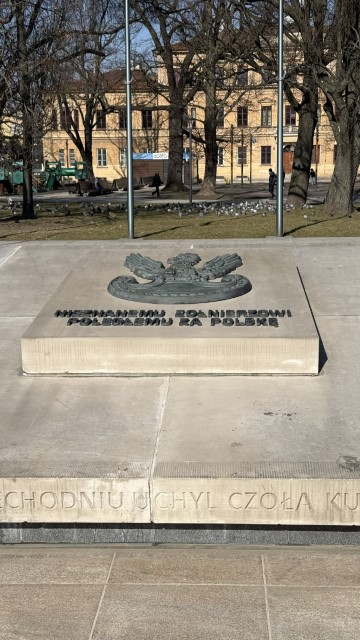 NIEZNANEMU ŻOŁNIERZOWI
POLEGŁEMU ZA POLSKĘ
ECHODNIU UCHYL CZOŁA KU